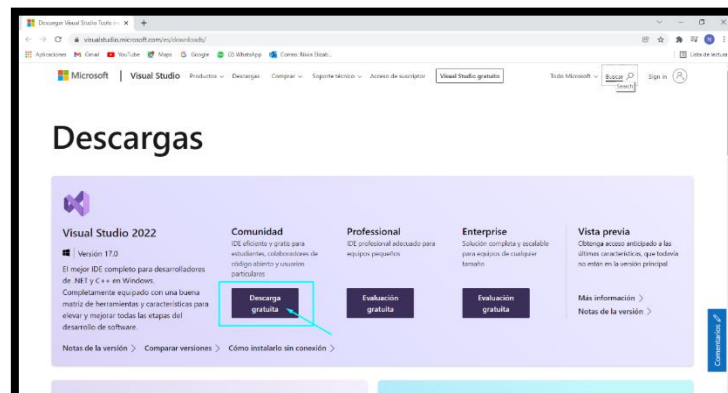 Descargar Visual Studio Tools
visualstudio.microsoft.com/es/downloads/
Aplicaciones Gmail YouTube Maps Google (2) WhatsApp Lista de lectura
Microsoft Visual Studio Productos Descargas Comprar Soporte técnico Acceso de suscriptor Visual Studio gratuito Todo Microsoft Buscar Sign in
Search
Descargas
Visual Studio 2022
Versión 17.0
El mejor IDE completo para desarrolladores
de .NET y C++ en Windows.
Completamente equipado con una buena
matriz de herramientas y características para
elevar y mejorar todas las etapas del
desarrollo de software.
Comunidad
IDE eficiente y gratis para
estudiantes, colaboradores de
código abierto y usuarios
particulares
Descarga
gratuita
Professional
IDE profesional adecuado para
equipos pequeños
Evaluación
gratuita
Enterprise
Solución completa y escalable
para equipos de cualquier
tamaño
Evaluación
gratuita
Vista previa
Obtenga acceso anticipado a las
últimas características, que todavía
no están en la versión principal
Más información
Notas de la versión
Notas de la versión Comparar versiones Cómo instalarlo sin conexión
Comentarios